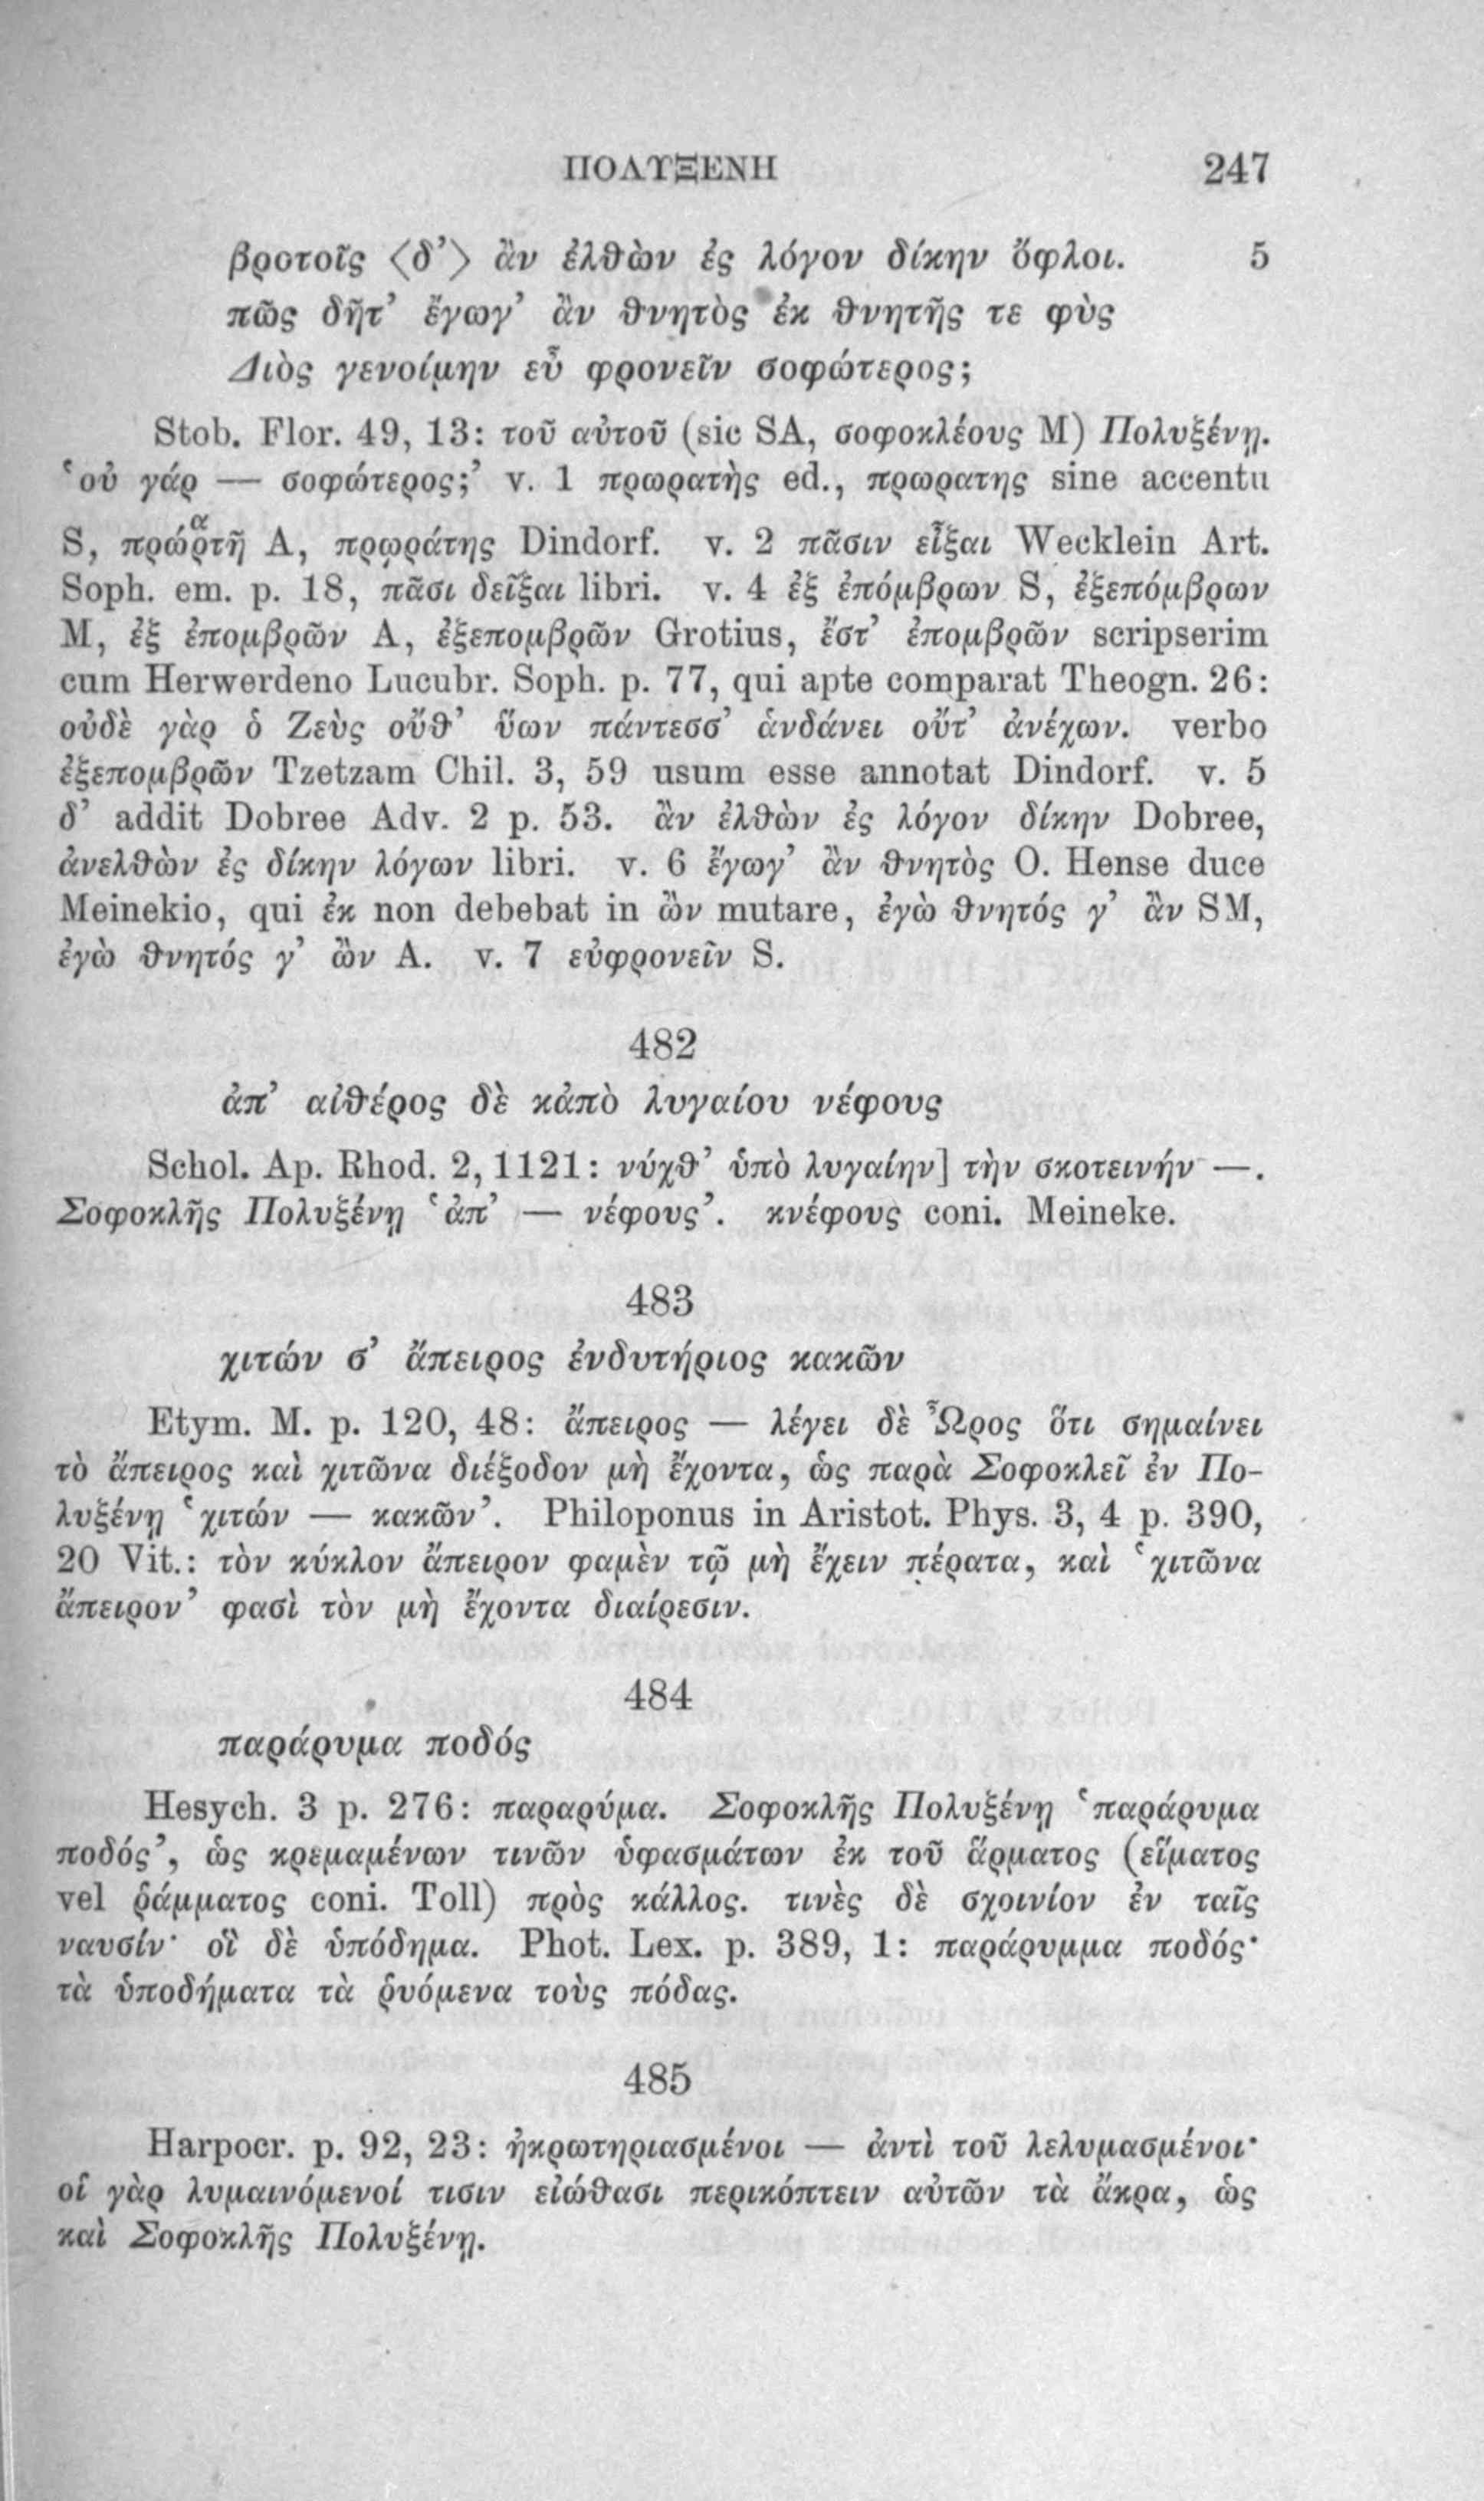 ΠΟΛΥΞΕΝΗ 247
βροτοῖς ⟨δ’⟩ ἂν ἐλθὼν ἐς λόγον δίκην ὄφλοι. 5
πῶς δῆτ’ ἔγωγ’ ἂν θνητὸς ἐκ θνητῆς τε φὺς
Διὸς γενοίμην εὖ φρονεῖν σοφώτερος;
Stob. Flor. 49, 13: τοῦ αὐτοῦ (sic SA, σοφοκλέους M) Πολυξένῃ.
‘οὐ γάρ — σοφώτερος;’ v. 1 πρωρατὴς ed., πρωρατης sine accentu
S, πρώῥᾱτῆ A, πρῳράτης Dindorf. v. 2 πᾶσιν εἶξαι Wecklein Art.
Soph. em. p. 18, πᾶσι δεῖξαι libri. v. 4 ἐξ ἐπόμβρων S, ἐξεπόμβρων
M, ἐξ ἐπομβρῶν A, ἐξεπομβρῶν Grotius, ἔστ’ ἐπομβρῶν scripserim
cum Herwerdeno Lucubr. Soph. p. 77, qui apte comparat Theogn. 26:
οὐδὲ γὰρ ὁ Ζεὺς οὔθ’ ὕων πάντεσσ’ ἁνδάνει οὔτ’ ἀνέχων. verbo
ἐξεπομβρῶν Tzetzam Chil. 3, 59 usum esse annotat Dindorf. v. 5
δ’ addit Dobree Adv. 2 p. 53. ἂν ἐλθὼν ἐς λόγον δίκην Dobree,
ἀνελθὼν ἐς δίκην λόγων libri. v. 6 ἔγωγ’ ἂν θνητὸς O. Hense duce
Meinekio, qui ἐκ non debebat in ὢν mutare, ἐγὼ θνητός γ’ ἂν SM,
ἐγὼ θνητός γ’ ὢν A. v. 7 εὐφρονεῖν S.
482
ἀπ’ αἰθέρος δὲ κἀπὸ λυγαίου νέφους
Schol. Ap. Rhod. 2, 1121: νύχθ’ ὑπὸ λυγαίην] τὴν σκοτεινήν —.
Σοφοκλῆς Πολυξένῃ ‘ἀπ’ — νέφους’. κνέφους coni. Meineke.
483
χιτών σ’ ἄπειρος ἐνδυτήριος κακῶν
Etym. M. p. 120, 48: ἄπειρος — λέγει δὲ Ὦρος ὅτι σημαίνει
τὸ ἄπειρος καὶ χιτῶνα διέξοδον μὴ ἔχοντα, ὡς παρὰ Σοφοκλεῖ ἐν Πο-
λυξένῃ ‘χιτών — κακῶν’. Philoponus in Aristot. Phys. 3, 4 p. 390,
20 Vit.: τὸν κύκλον ἄπειρον φαμὲν τῷ μὴ ἔχειν πέρατα, καὶ ‘χιτῶνα
ἄπειρον’ φασὶ τὸν μὴ ἔχοντα διαίρεσιν.
484
παράρυμα ποδός
Hesych. 3 p. 276: παραρύμα. Σοφοκλῆς Πολυξένῃ ‘παράρυμα
ποδός’, ὡς κρεμαμένων τινῶν ὑφασμάτων ἐκ τοῦ ἅρματος (εἵματος
vel ῥάμματος coni. Toll) πρὸς κάλλος. τινὲς δὲ σχοινίον ἐν ταῖς
ναυσίν· οἳ δὲ ὑπόδημα. Phot. Lex. p. 389, 1: παράρυμμα ποδός·
τὰ ὑποδήματα τὰ ῥυόμενα τοὺς πόδας.
485
Harpocr. p. 92, 23: ἠκρωτηριασμένοι — ἀντὶ τοῦ λελυμασμένοι·
οἱ γὰρ λυμαινόμενοί τισιν εἰώθασι περικόπτειν αὐτῶν τὰ ἄκρα, ὡς
καὶ Σοφοκλῆς Πολυξένῃ.